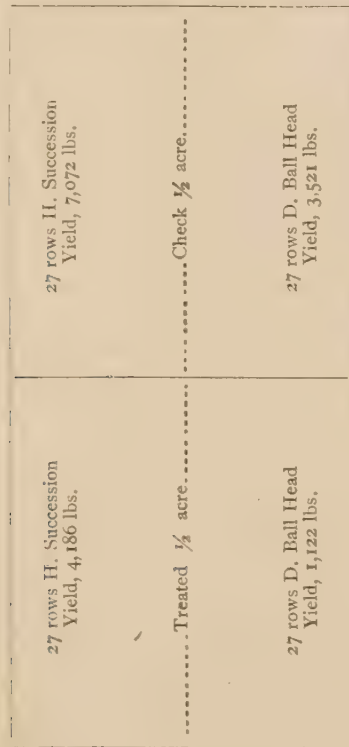 27 rows H. Succession
Yield, 4,186 lbs.
..........Treated ½ acre..........
27 rows D. Ball Head
Yield, 1,122 lbs.
27 rows H. Succession
Yield, 7,072 lbs.
..........Check ½ acre..........
27 rows D. Ball Head
Yield, 3,521 lbs.